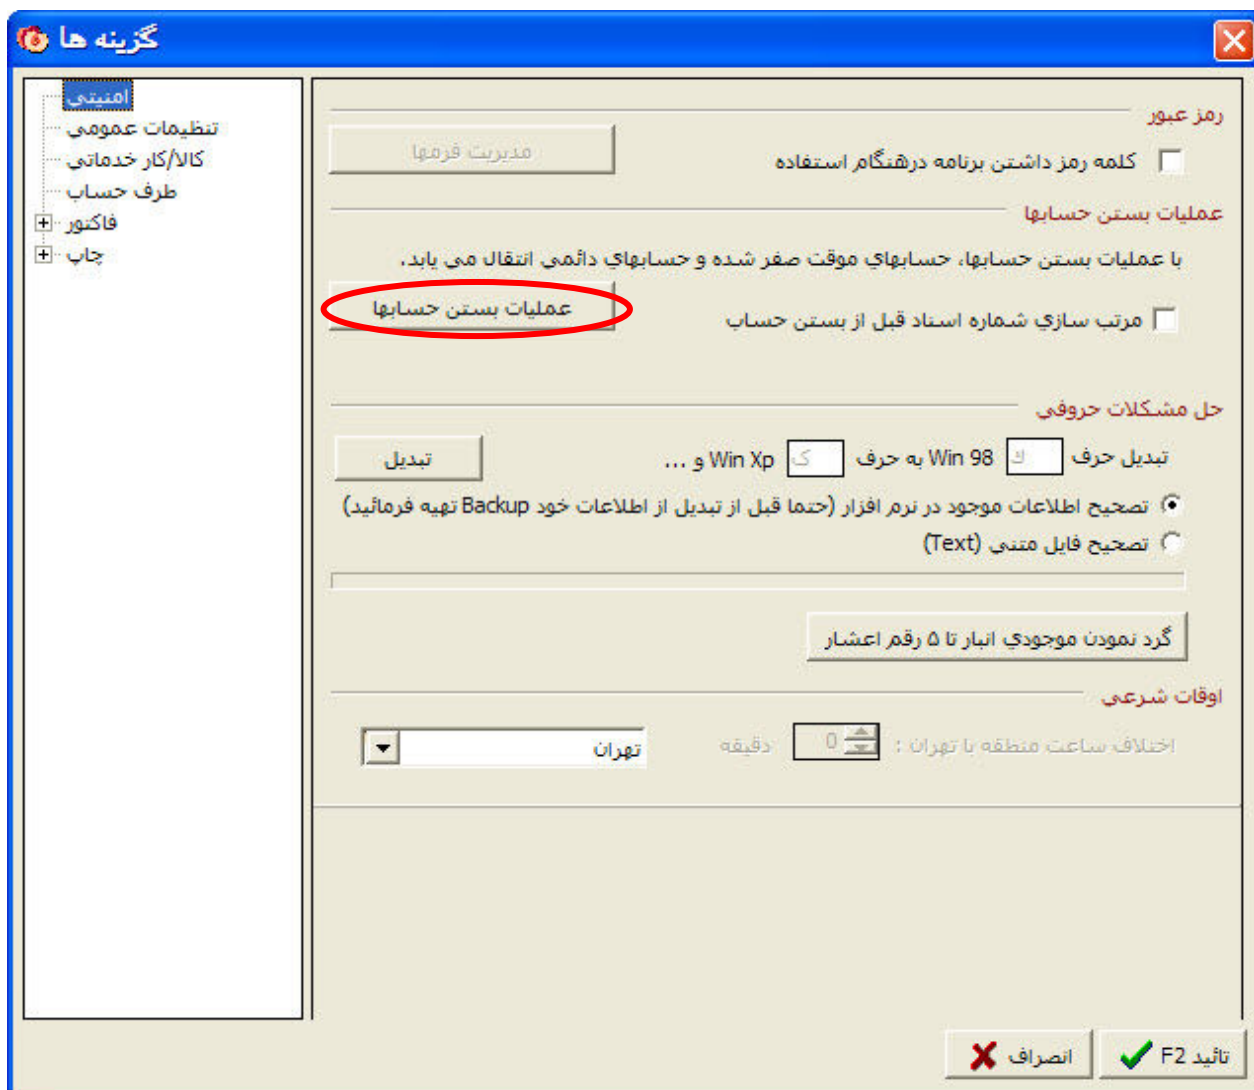 گزینه ها
امنیتی
تنظیمات عمومی
کالا/کار خدماتی
طرف حساب
فاکتور
چاپ
رمز عبور
کلمه رمز داشتن برنامه درهنگام استفاده
مدیریت فرمها
عملیات بستن حسابها
با عملیات بستن حسابها، حسابهاي موقت صفر شده و حسابهاي دائمی انتقال می یابد.
مرتب سازي شماره اسناد قبل از بستن حساب
عملیات بستن حسابها
حل مشکلات حروفی
تبدیل حرف ك Win 98 به حرف ک Win Xp و ...
تبدیل
تصحیح اطلاعات موجود در نرم افزار (حتما قبل از تبدیل از اطلاعات خود Backup تهیه فرمائید)
تصحیح فایل متنی (Text)
گرد نمودن موجودي انبار تا ۵ رقم اعشار
اوقات شرعی
اختلاف ساعت منطقه با تهران : 0 دقیقه
تهران
تائید F2
انصراف